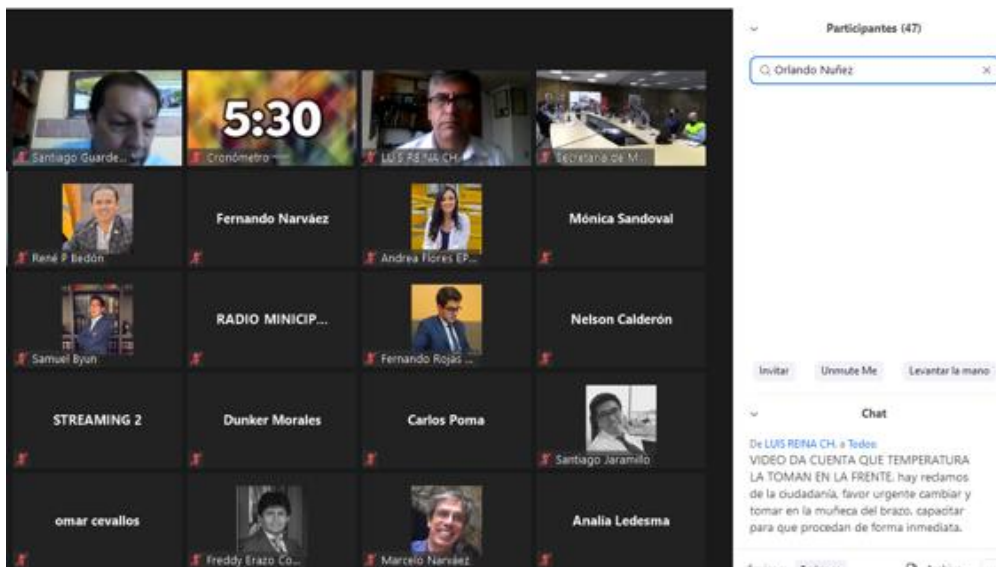 Participantes (47)
Orlando Nuñez
5:30
Santiago Guarde...
Cronómetro
LUIS REINA CH.
Secretaria de M...
René P Bedón
Fernando Narváez
Andrea Flores EP...
Mónica Sandoval
Samuel Byun
RADIO MINICIP...
Fernando Rojas ...
Nelson Calderón
STREAMING 2
Dunker Morales
Carlos Poma
Santiago Jaramillo
omar cevallos
Freddy Erazo Co...
Marcelo Narváez
Analía Ledesma
Invitar Unmute Me Levantar la mano
Chat
De LUIS REINA CH. a Todos:
VIDEO DA CUENTA QUE TEMPERATURA
LA TOMAN EN LA FRENTE, hay reclamos
de la ciudadanía, favor urgente cambiar y
tomar en la muñeca del brazo, capacitar
para que procedan de forma inmediata.